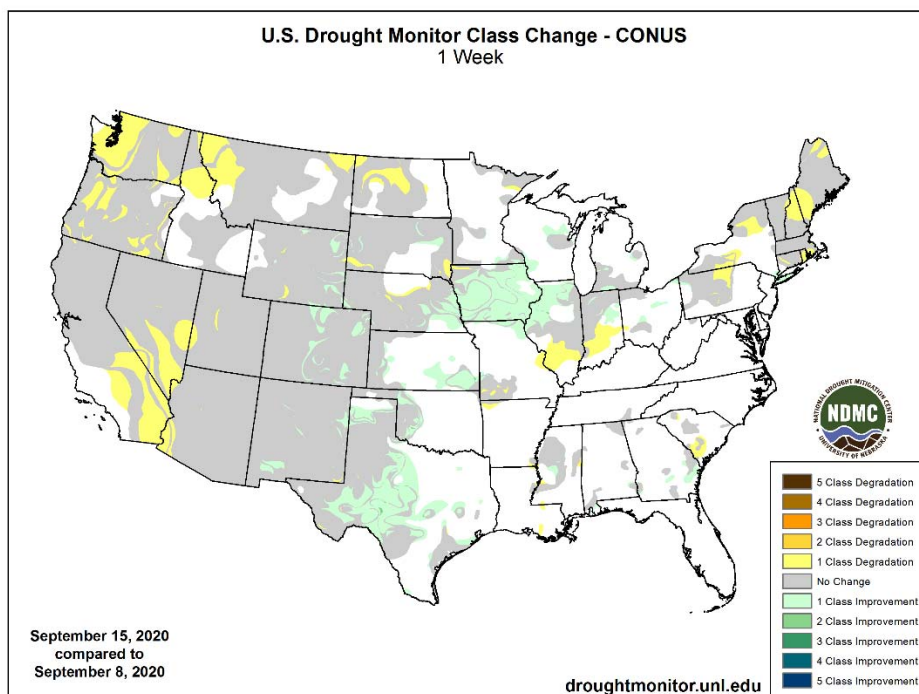 U.S. Drought Monitor Class Change - CONUS
1 Week
NATIONAL DROUGHT MITIGATION CENTER
NDMC
UNIVERSITY OF NEBRASKA
5 Class Degradation
4 Class Degradation
3 Class Degradation
2 Class Degradation
1 Class Degradation
No Change
1 Class Improvement
2 Class Improvement
3 Class Improvement
4 Class Improvement
5 Class Improvement
September 15, 2020
compared to
September 8, 2020
droughtmonitor.unl.edu